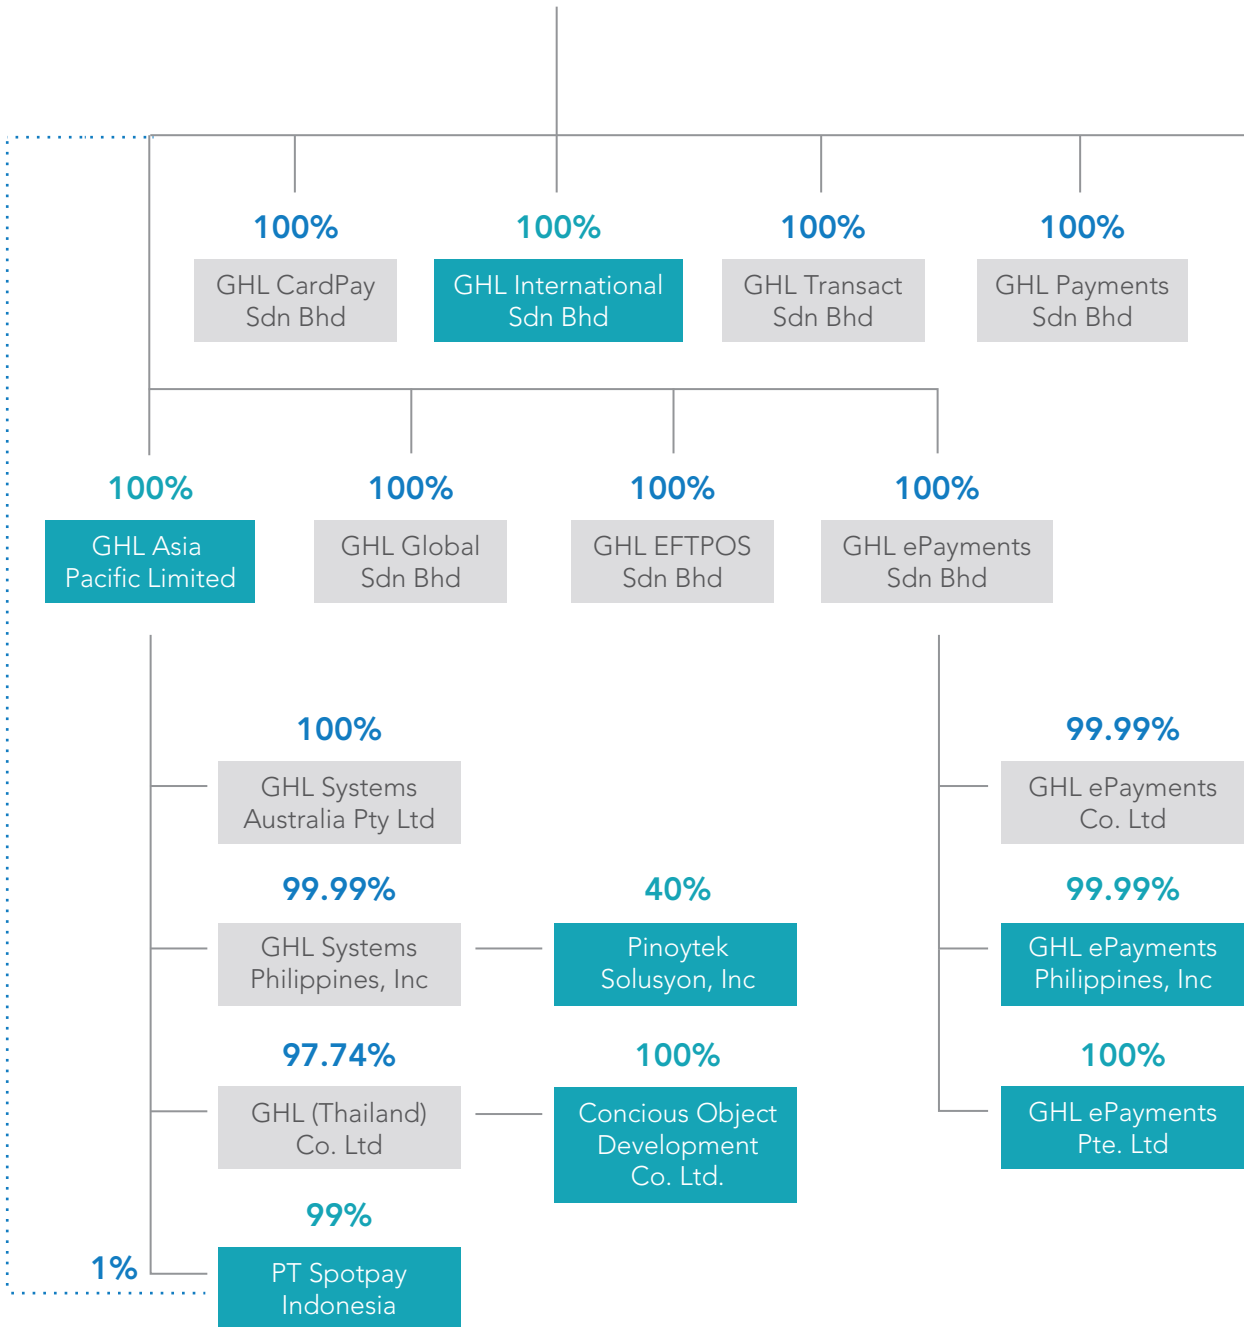 100%
GHL CardPay
Sdn Bhd
100%
GHL International
Sdn Bhd
100%
GHL Transact
Sdn Bhd
100%
GHL Payments
Sdn Bhd
100%
GHL Asia
Pacific Limited
100%
GHL Global
Sdn Bhd
100%
GHL EFTPOS
Sdn Bhd
100%
GHL ePayments
Sdn Bhd
100%
GHL Systems
Australia Pty Ltd
99.99%
GHL Systems
Philippines, Inc
40%
Pinoytek
Solusyon, Inc
97.74%
GHL (Thailand)
Co. Ltd
100%
Concious Object
Development
Co. Ltd.
99%
1%
PT Spotpay
Indonesia
99.99%
GHL ePayments
Co. Ltd
99.99%
GHL ePayments
Philippines, Inc
100%
GHL ePayments
Pte. Ltd